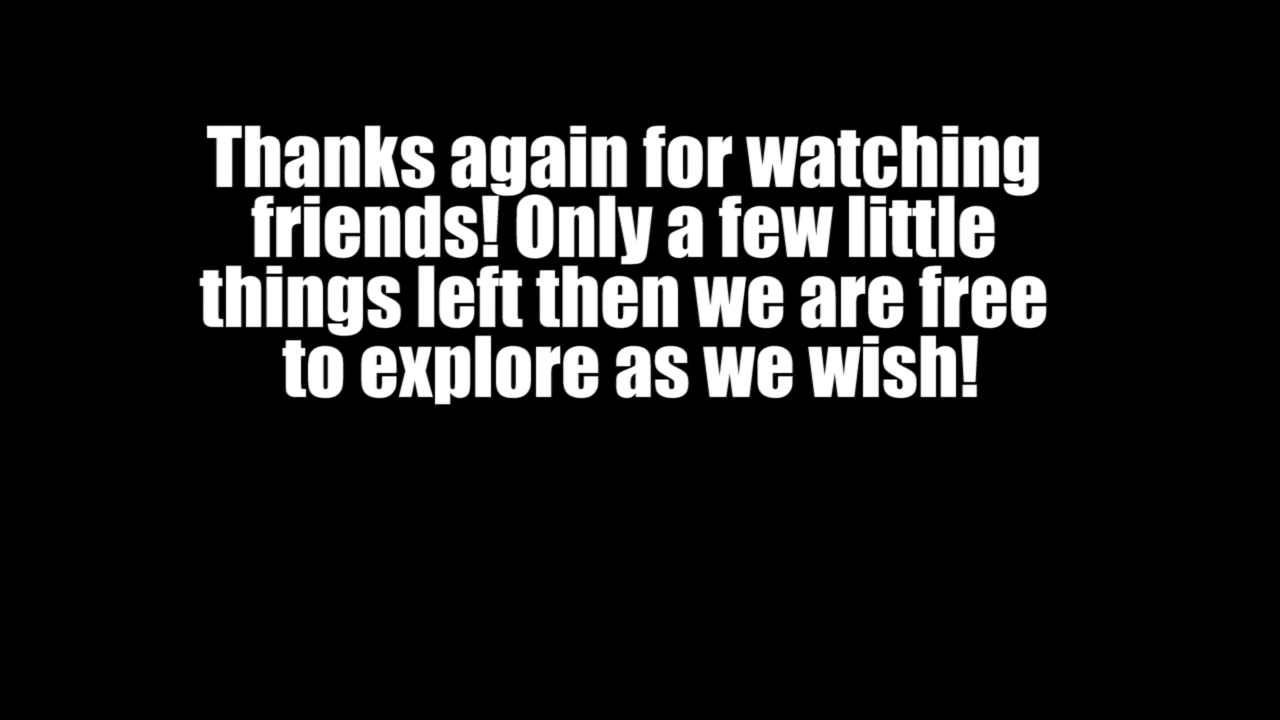 Thanks again for watching
friends! Only a few little
things left then we are free
to explore as we wish!